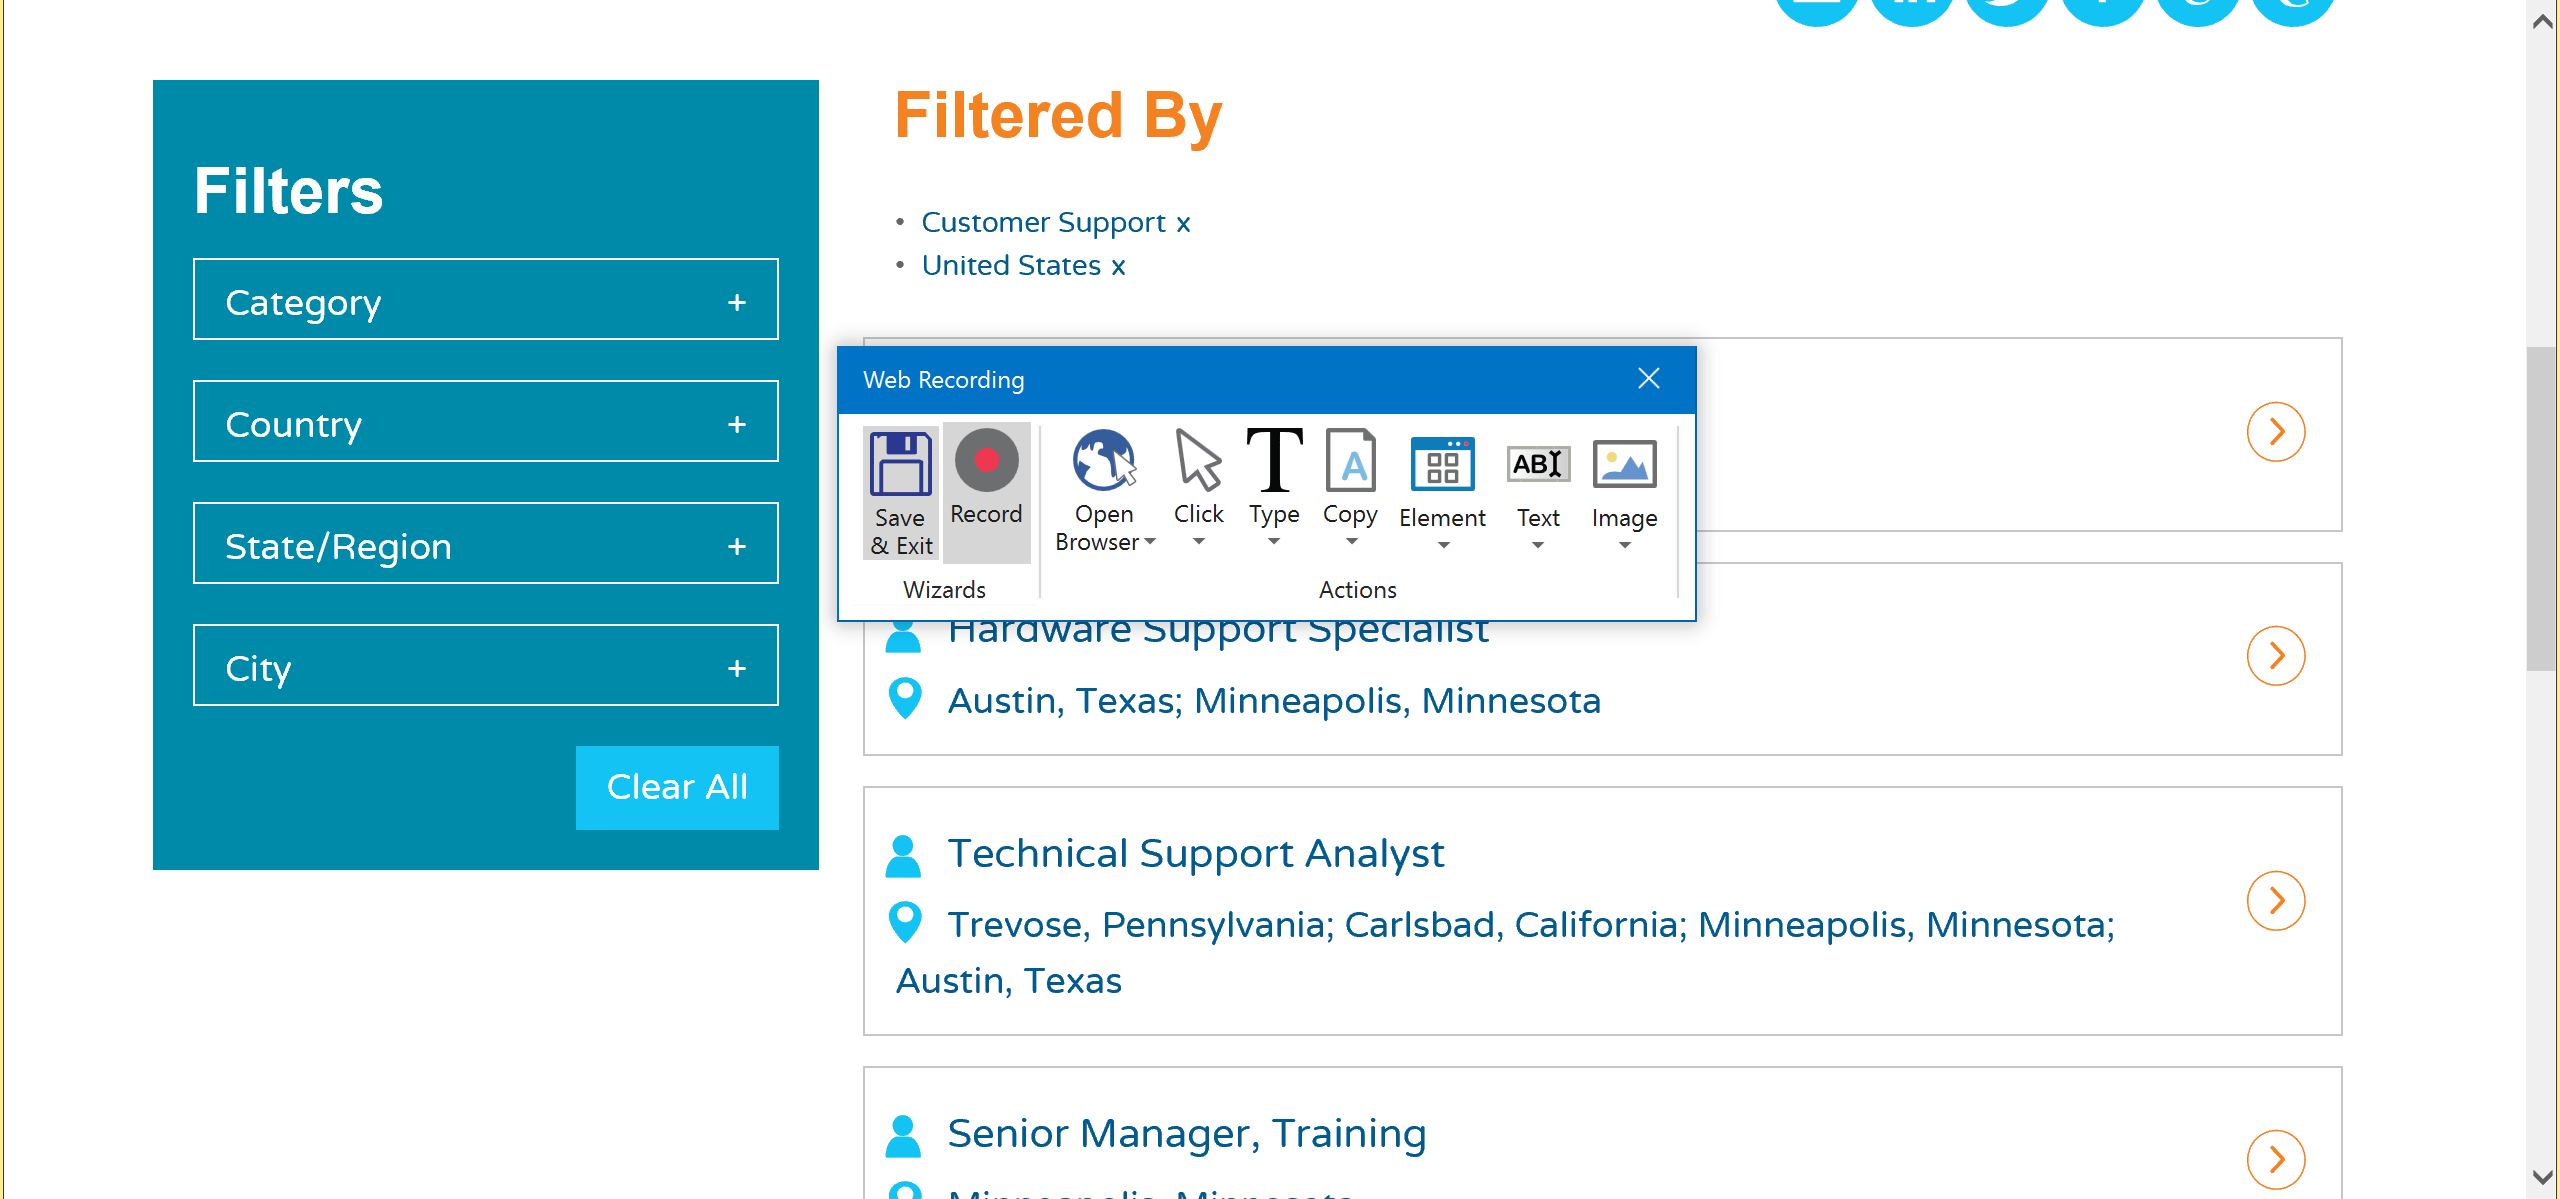 Filtered By
Filters
Customer Support x
United States x
Category +
Country +
State/Region +
City +
Clear All
Web Recording
Save & Exit
Record
Open Browser
Click
Type
Copy
Element
Text
Image
Wizards
Actions
Hardware Support Specialist
Austin, Texas; Minneapolis, Minnesota
Technical Support Analyst
Trevose, Pennsylvania; Carlsbad, California; Minneapolis, Minnesota;
Austin, Texas
Senior Manager, Training
Minneapolis, Minnesota